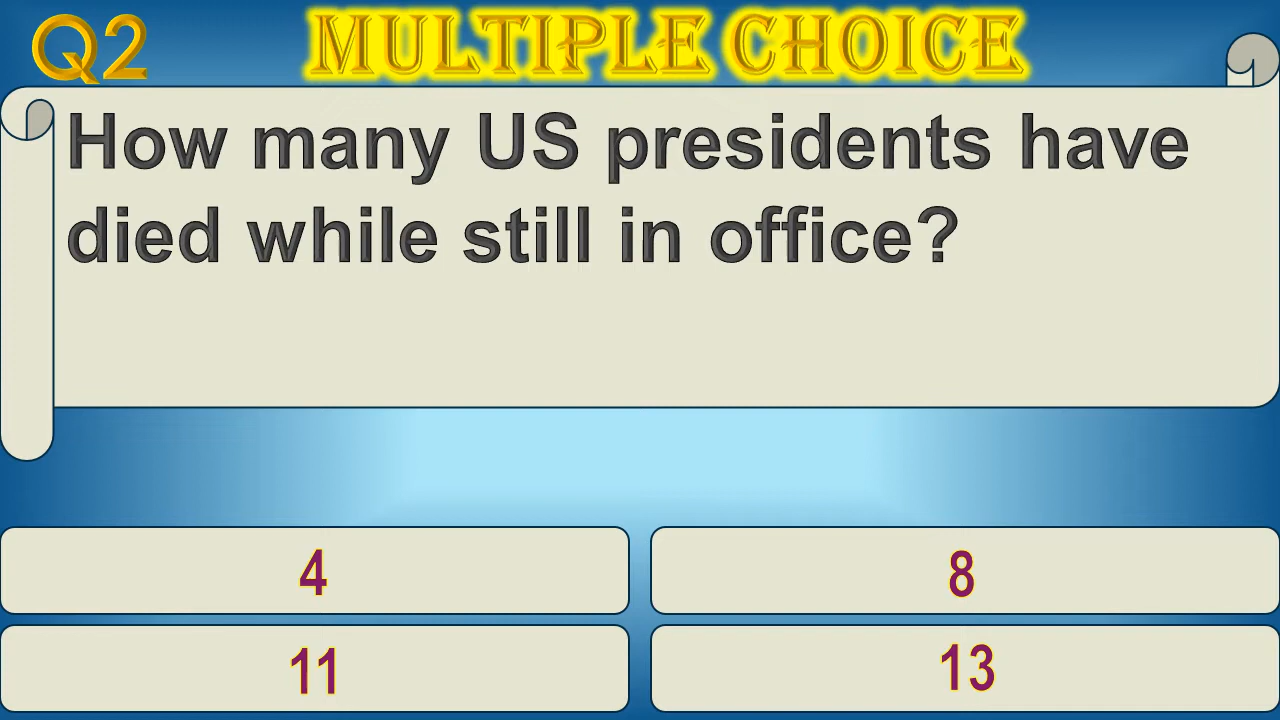 Q2
MULTIPLE CHOICE
How many US presidents have
died while still in office?
4
8
11
13